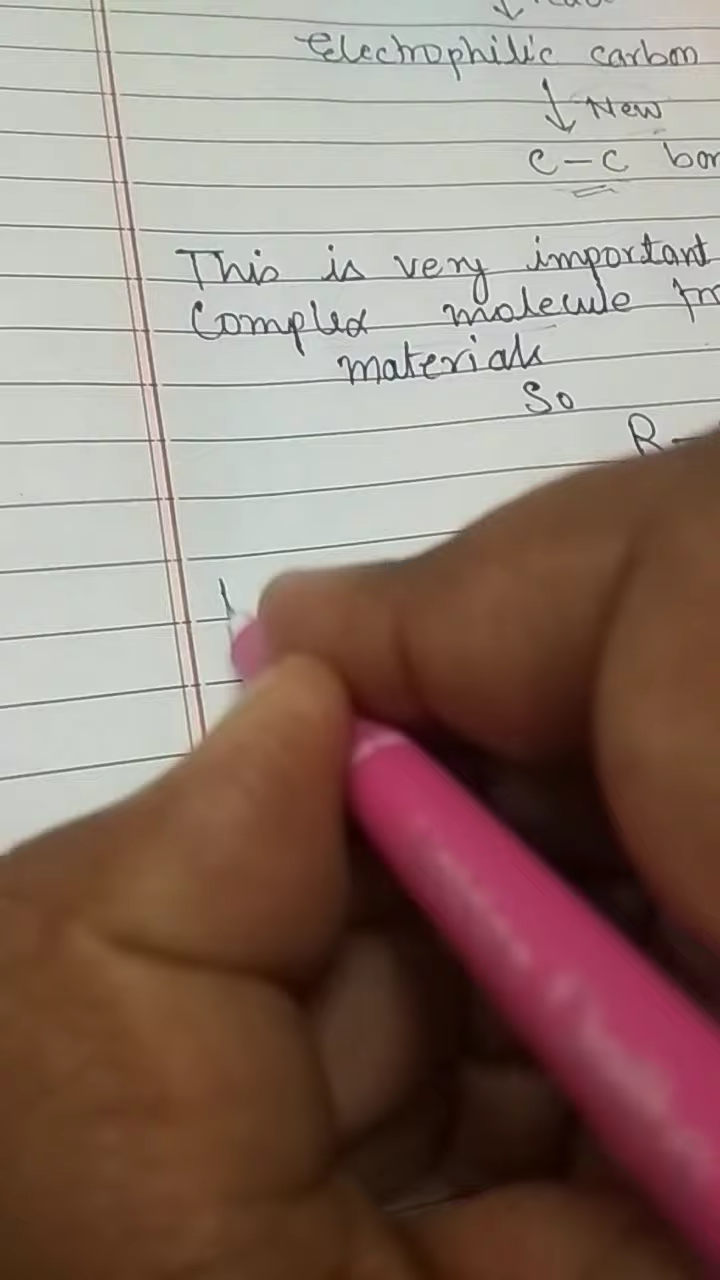 Electrophilic carbon
↓ New
C-C
This is very important
Complex molecule
materials
So
R-